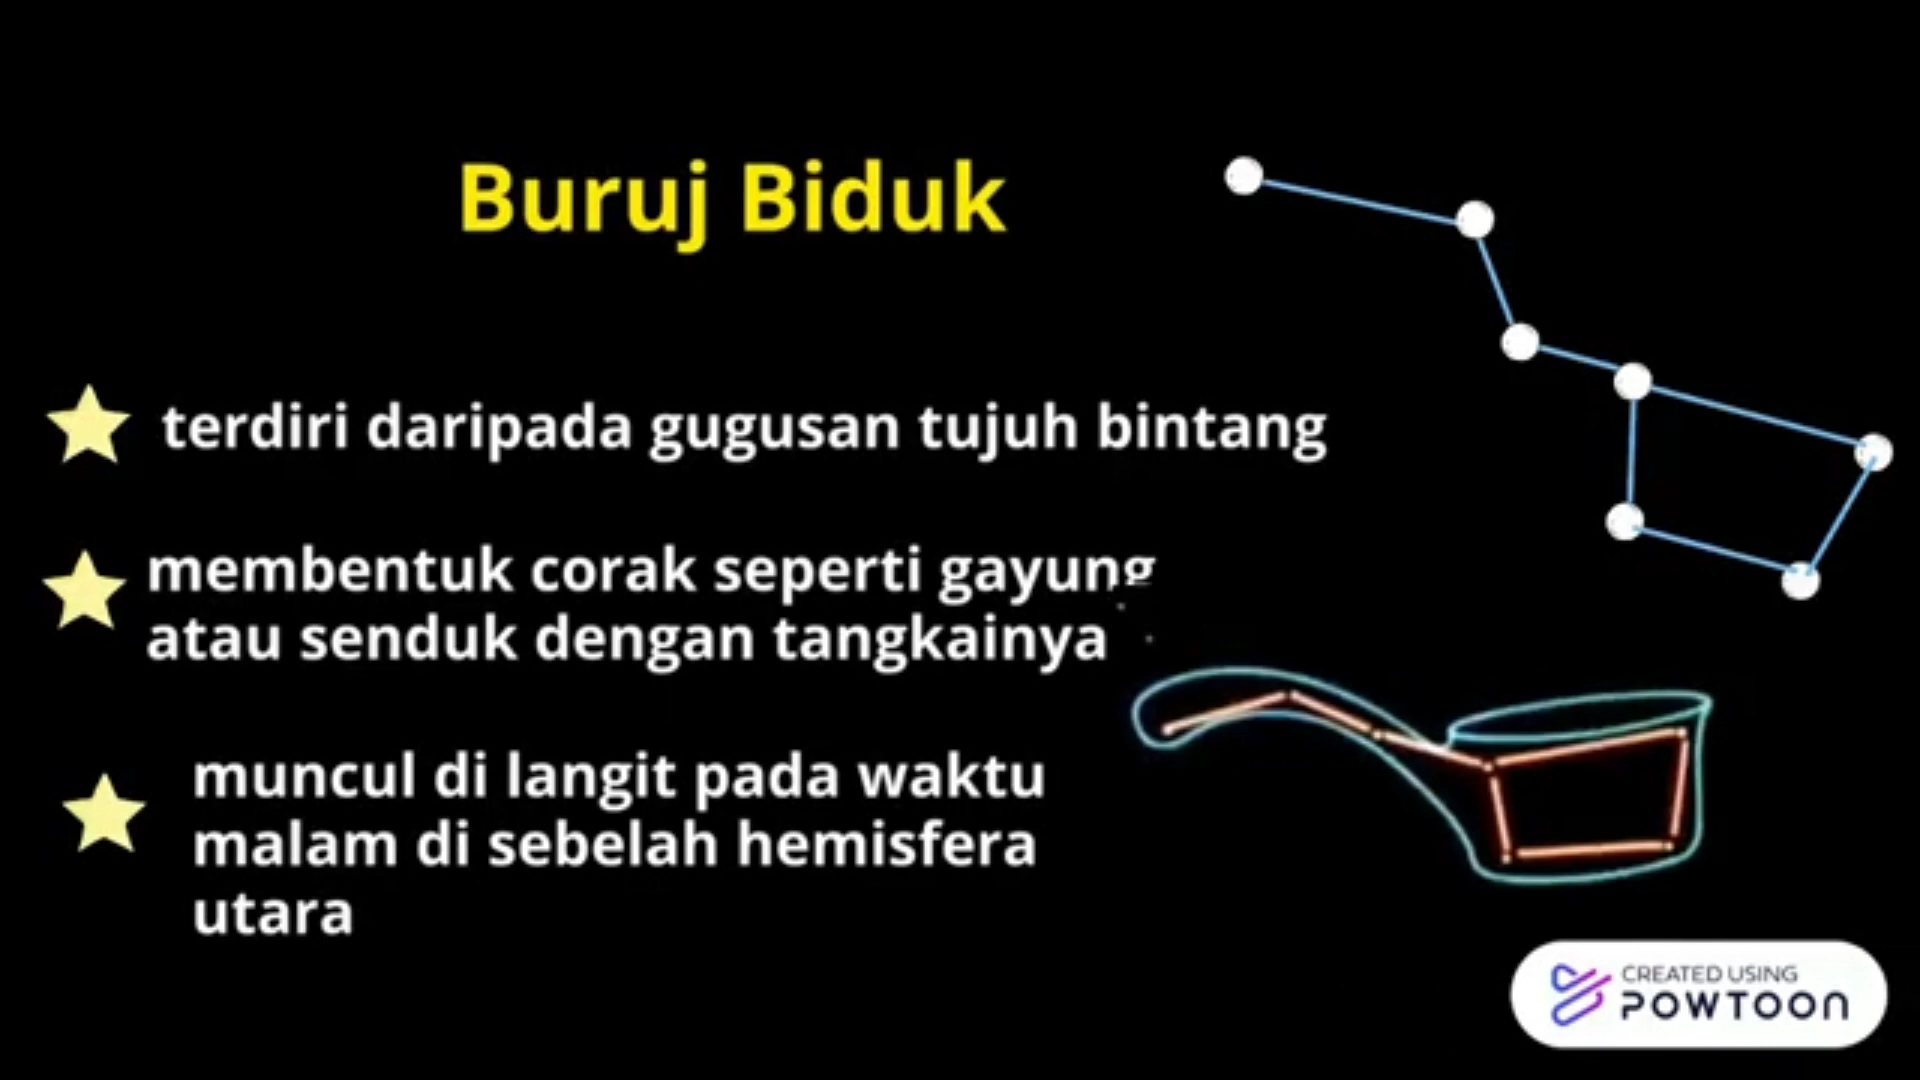 Buruj Biduk
terdiri daripada gugusan tujuh bintang
membentuk corak seperti gayung
atau senduk dengan tangkainya
muncul di langit pada waktu
malam di sebelah hemisfera
utara
CREATED USING
POWTOON